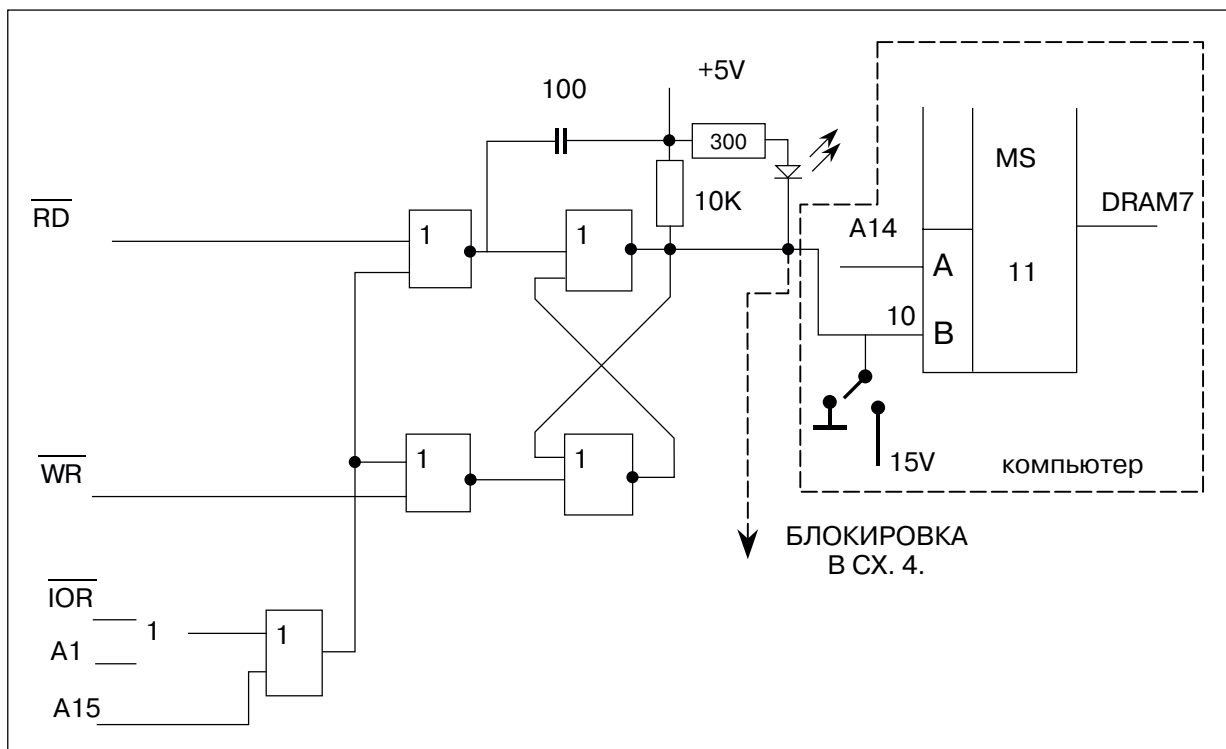 +5V
100
300
MS
10K
DRAM7
RD
1
1
A14
A
11
10
B
WR
1
1
15V
компьютер
БЛОКИРОВКА
В СХ. 4.
IOR
1
1
A1
A15